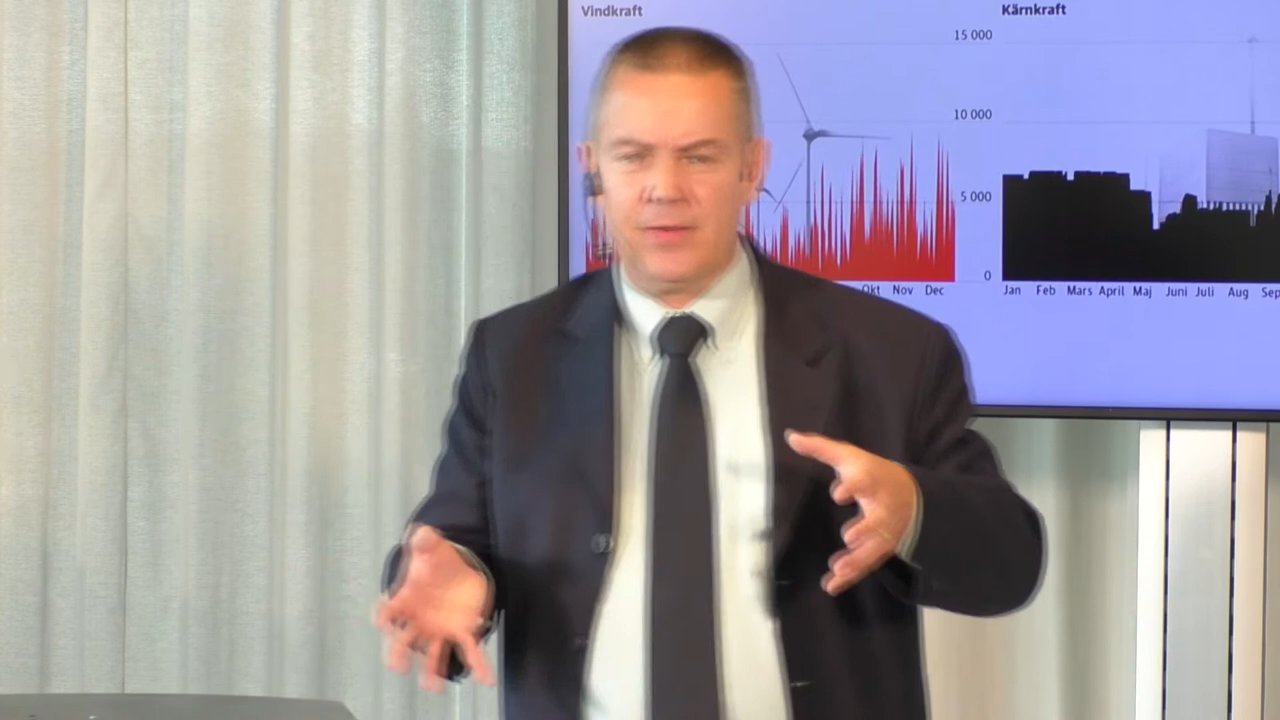 Vindkraft
Kärnkraft
15 000
10 000
5 000
0
Okt Nov Dec
Jan Feb Mars April Maj Juni Juli Aug Sep